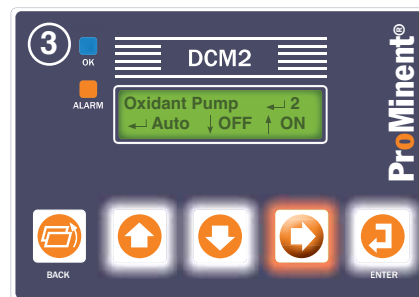 3
OK
DCM2
ALARM
Oxidant Pump ↵ 2
↵ Auto ↓ OFF ↑ ON
ProMinent®
BACK
ENTER